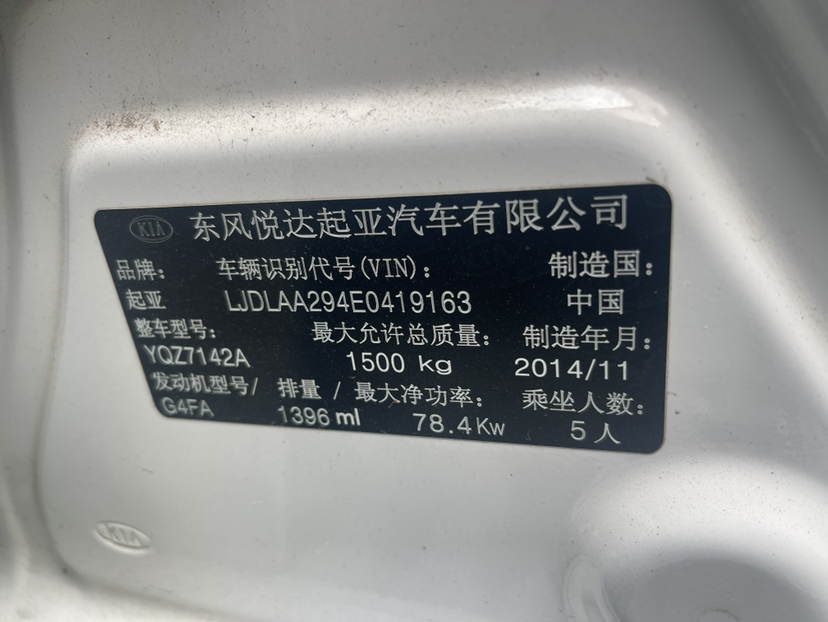 KIA 东风悦达起亚汽车有限公司
品牌: 车辆识别代号(VIN): 制造国:
起亚 LJDLAA294E0419163 中国
整车型号: 最大允许总质量: 制造年月:
YQZ7142A 1500 kg 2014/11
发动机型号/ 排量 / 最大净功率: 乘坐人数:
G4FA 1396 ml 78.4Kw 5人
KIA